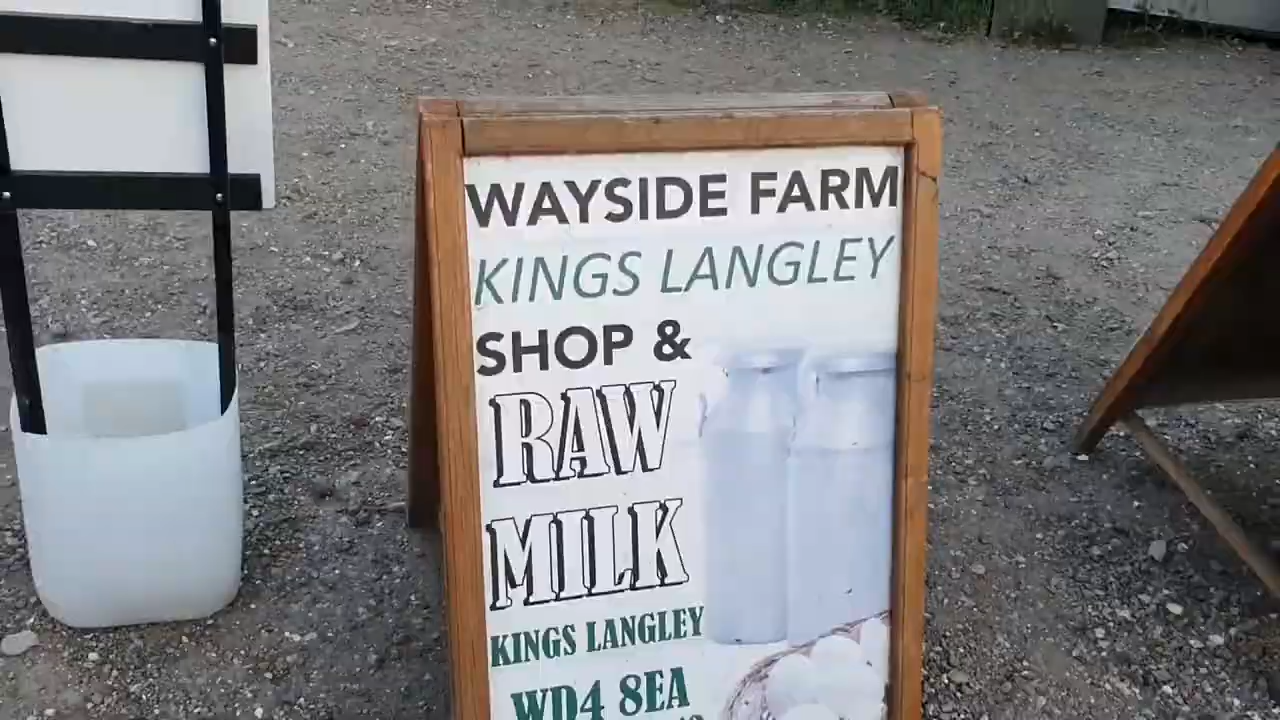 WAYSIDE FARM
KINGS LANGLEY
SHOP &
RAW
MILK
KINGS LANGLEY
WD4 8EA